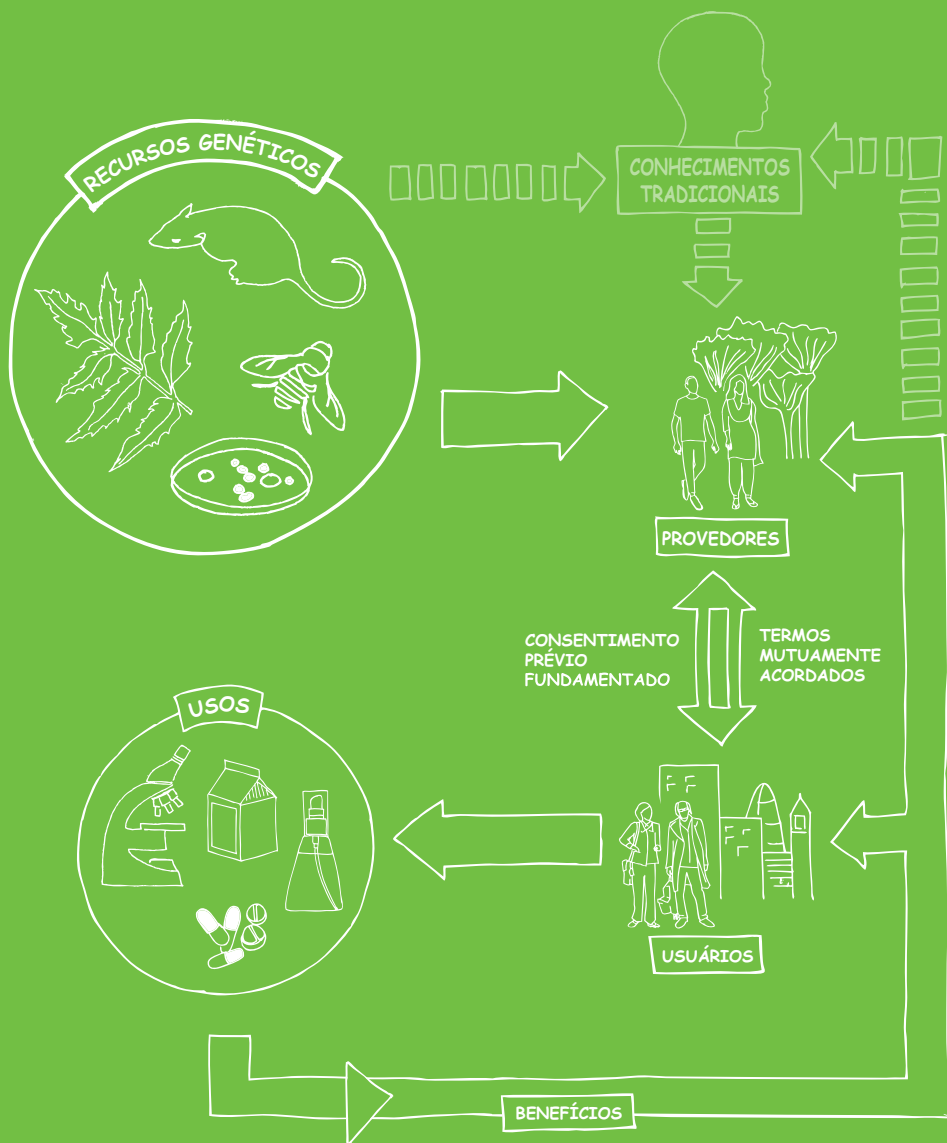 RECURSOS GENÉTICOS
CONHECIMENTOS
TRADICIONAIS
PROVEDORES
CONSENTIMENTO
PRÉVIO
FUNDAMENTADO
TERMOS
MUTUAMENTE
ACORDADOS
USOS
USUÁRIOS
BENEFÍCIOS